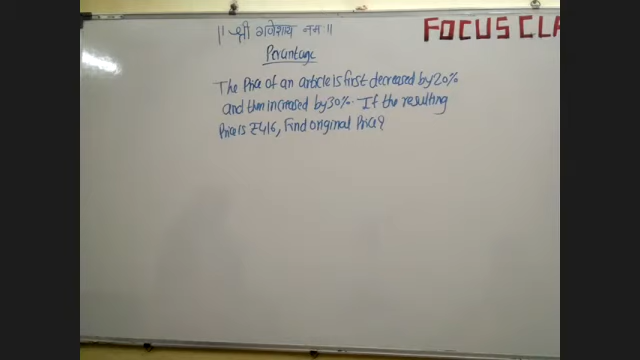 || श्री गणेशाय नमः ||
FOCUS CLA
Percentage
The Price of an article is first decreased by 20%
and then increased by 30%. If the resulting
Price is ₹416, Find original Price?